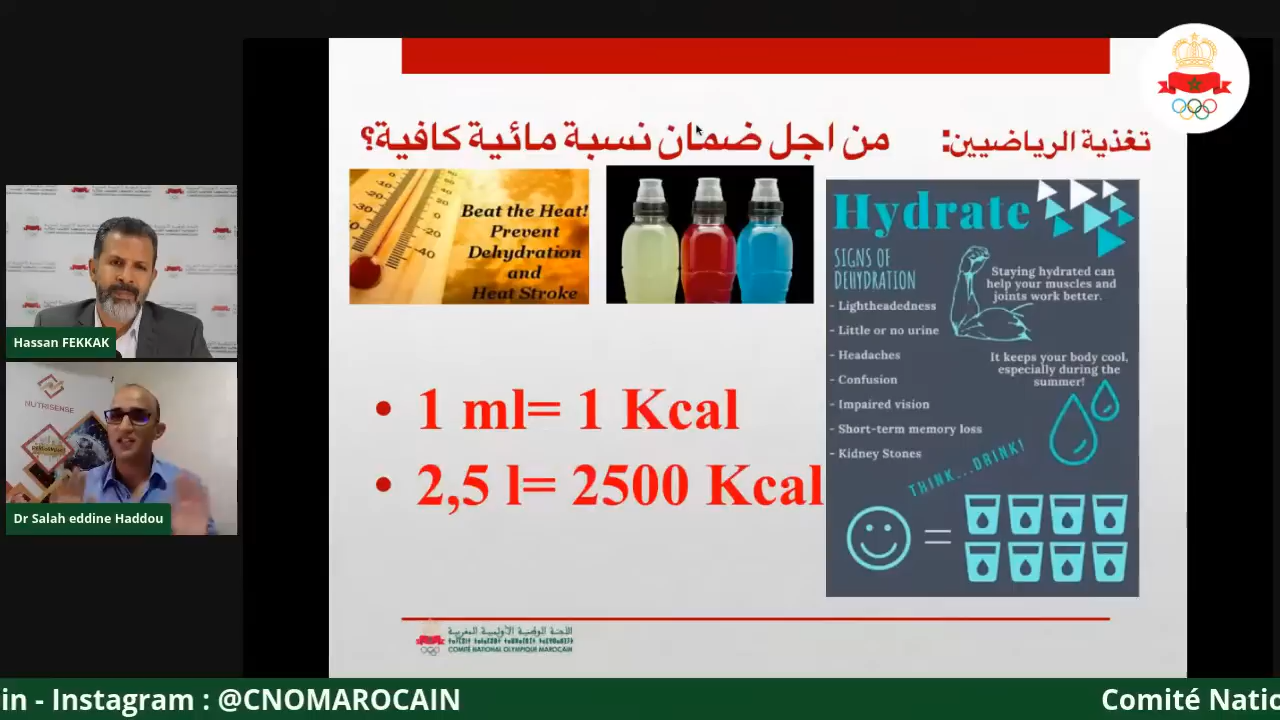 تغذية الرياضيين:
من اجل ضمان نسبة مائية كافية؟
Beat the Heat!
Prevent
Dehydration
and
Heat Stroke
1 ml= 1 Kcal
2,5 l= 2500 Kcal
Hydrate
SIGNS OF
DEHYDRATION
- Lightheadedness
- Little or no urine
- Headaches
- Confusion
- Impaired vision
- Short-term memory loss
- Kidney Stones
Staying hydrated can
help your muscles and
joints work better.
It keeps your body cool,
especially during the
summer!
THINK...DRINK!
=
Hassan FEKKAK
NUTRISENSE
Dr Salah eddine Haddou
اللجنة الوطنية الأولمبية المغربية
COMITÉ NATIONAL OLYMPIQUE MAROCAIN
in - Instagram : @CNOMAROCAIN
Comité Natio